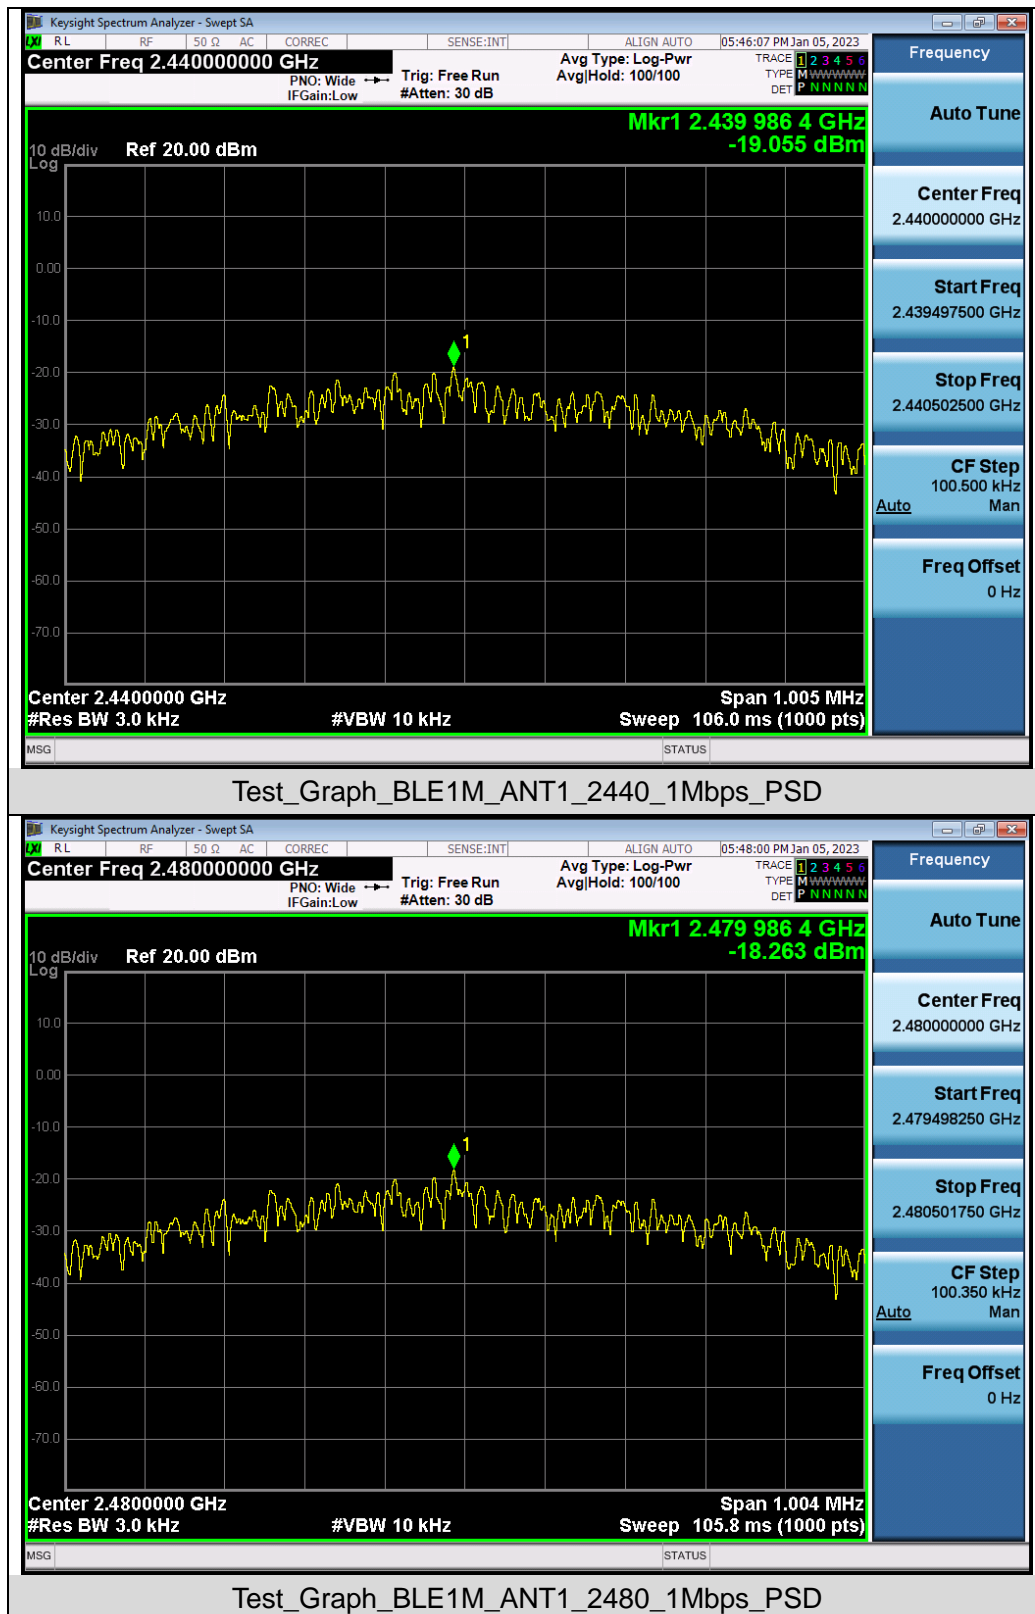 Keysight Spectrum Analyzer - Swept SA
LXI RL RF 50 Ω AC CORREC SENSE:INT ALIGN AUTO 05:46:07 PM Jan 05, 2023
Center Freq 2.440000000 GHz
PNO: Wide
IFGain:Low
Trig: Free Run
#Atten: 30 dB
Avg Type: Log-Pwr
Avg|Hold: 100/100
TRACE 1 2 3 4 5 6
TYPE M W W W W W
DET P N N N N N
Mkr1 2.439 986 4 GHz
-19.055 dBm
10 dB/div Ref 20.00 dBm
Log
10.0
0.00
-10.0
1
-20.0
-30.0
-40.0
-50.0
-60.0
-70.0
Center 2.4400000 GHz Span 1.005 MHz
#Res BW 3.0 kHz #VBW 10 kHz Sweep 106.0 ms (1000 pts)
MSG STATUS
Frequency
Auto Tune
Center Freq
2.440000000 GHz
Start Freq
2.439497500 GHz
Stop Freq
2.440502500 GHz
CF Step
100.500 kHz
Auto Man
Freq Offset
0 Hz
Test_Graph_BLE1M_ANT1_2440_1Mbps_PSD
Keysight Spectrum Analyzer - Swept SA
LXI RL RF 50 Ω AC CORREC SENSE:INT ALIGN AUTO 05:48:00 PM Jan 05, 2023
Center Freq 2.480000000 GHz
PNO: Wide
IFGain:Low
Trig: Free Run
#Atten: 30 dB
Avg Type: Log-Pwr
Avg|Hold: 100/100
TRACE 1 2 3 4 5 6
TYPE M W W W W W
DET P N N N N N
Mkr1 2.479 986 4 GHz
-18.263 dBm
10 dB/div Ref 20.00 dBm
Log
10.0
0.00
-10.0
1
-20.0
-30.0
-40.0
-50.0
-60.0
-70.0
Center 2.4800000 GHz Span 1.004 MHz
#Res BW 3.0 kHz #VBW 10 kHz Sweep 105.8 ms (1000 pts)
MSG STATUS
Frequency
Auto Tune
Center Freq
2.480000000 GHz
Start Freq
2.479498250 GHz
Stop Freq
2.480501750 GHz
CF Step
100.350 kHz
Auto Man
Freq Offset
0 Hz
Test_Graph_BLE1M_ANT1_2480_1Mbps_PSD